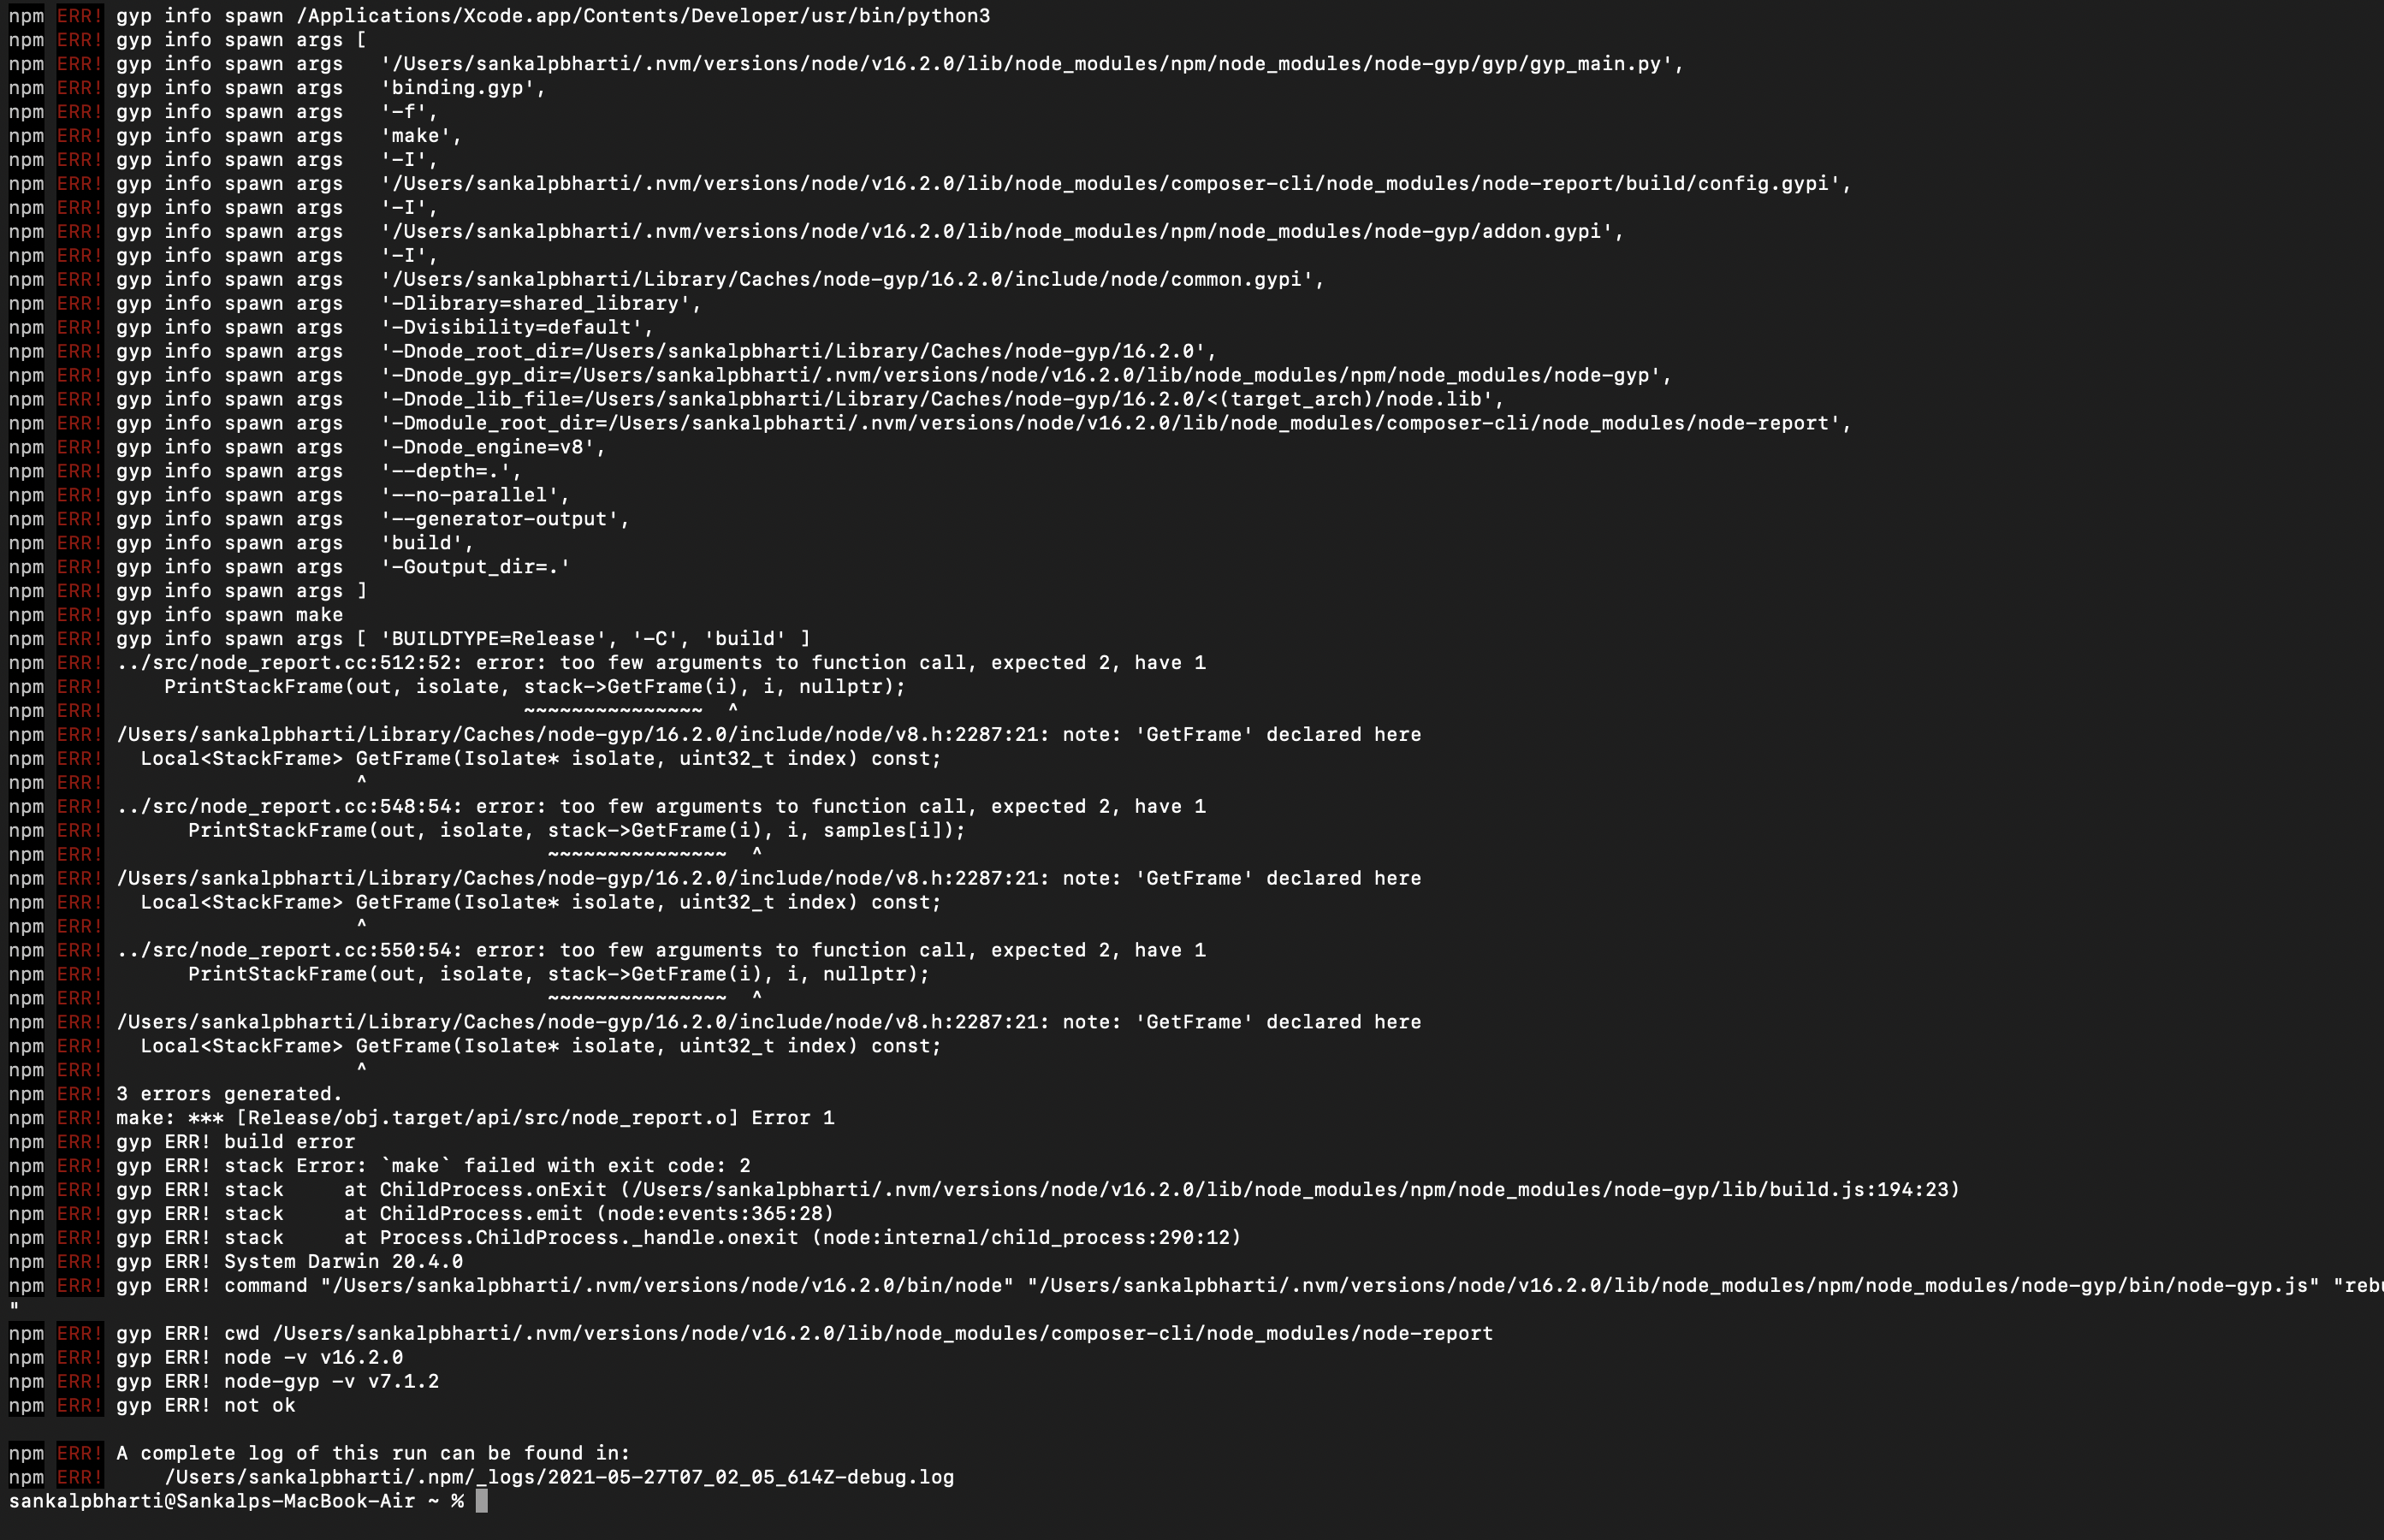 npm ERR! gyp info spawn /Applications/Xcode.app/Contents/Developer/usr/bin/python3
npm ERR! gyp info spawn args [
npm ERR! gyp info spawn args   '/Users/sankalpbharti/.nvm/versions/node/v16.2.0/lib/node_modules/npm/node_modules/node-gyp/gyp/gyp_main.py',
npm ERR! gyp info spawn args   'binding.gyp',
npm ERR! gyp info spawn args   '-f',
npm ERR! gyp info spawn args   'make',
npm ERR! gyp info spawn args   '-I',
npm ERR! gyp info spawn args   '/Users/sankalpbharti/.nvm/versions/node/v16.2.0/lib/node_modules/composer-cli/node_modules/node-report/build/config.gypi',
npm ERR! gyp info spawn args   '-I',
npm ERR! gyp info spawn args   '/Users/sankalpbharti/.nvm/versions/node/v16.2.0/lib/node_modules/npm/node_modules/node-gyp/addon.gypi',
npm ERR! gyp info spawn args   '-I',
npm ERR! gyp info spawn args   '/Users/sankalpbharti/Library/Caches/node-gyp/16.2.0/include/node/common.gypi',
npm ERR! gyp info spawn args   '-Dlibrary=shared_library',
npm ERR! gyp info spawn args   '-Dvisibility=default',
npm ERR! gyp info spawn args   '-Dnode_root_dir=/Users/sankalpbharti/Library/Caches/node-gyp/16.2.0',
npm ERR! gyp info spawn args   '-Dnode_gyp_dir=/Users/sankalpbharti/.nvm/versions/node/v16.2.0/lib/node_modules/npm/node_modules/node-gyp',
npm ERR! gyp info spawn args   '-Dnode_lib_file=/Users/sankalpbharti/Library/Caches/node-gyp/16.2.0/<(target_arch)/node.lib',
npm ERR! gyp info spawn args   '-Dmodule_root_dir=/Users/sankalpbharti/.nvm/versions/node/v16.2.0/lib/node_modules/composer-cli/node_modules/node-report',
npm ERR! gyp info spawn args   '-Dnode_engine=v8',
npm ERR! gyp info spawn args   '--depth=.',
npm ERR! gyp info spawn args   '--no-parallel',
npm ERR! gyp info spawn args   '--generator-output',
npm ERR! gyp info spawn args   'build',
npm ERR! gyp info spawn args   '-Goutput_dir=.'
npm ERR! gyp info spawn args ]
npm ERR! gyp info spawn make
npm ERR! gyp info spawn args [ 'BUILDTYPE=Release', '-C', 'build' ]
npm ERR! ../src/node_report.cc:512:52: error: too few arguments to function call, expected 2, have 1
npm ERR!     PrintStackFrame(out, isolate, stack->GetFrame(i), i, nullptr);
npm ERR!                                   ~~~~~~~~~~~~~~~  ^
npm ERR! /Users/sankalpbharti/Library/Caches/node-gyp/16.2.0/include/node/v8.h:2287:21: note: 'GetFrame' declared here
npm ERR!   Local<StackFrame> GetFrame(Isolate* isolate, uint32_t index) const;
npm ERR!                     ^
npm ERR! ../src/node_report.cc:548:54: error: too few arguments to function call, expected 2, have 1
npm ERR!       PrintStackFrame(out, isolate, stack->GetFrame(i), i, samples[i]);
npm ERR!                                     ~~~~~~~~~~~~~~~  ^
npm ERR! /Users/sankalpbharti/Library/Caches/node-gyp/16.2.0/include/node/v8.h:2287:21: note: 'GetFrame' declared here
npm ERR!   Local<StackFrame> GetFrame(Isolate* isolate, uint32_t index) const;
npm ERR!                     ^
npm ERR! ../src/node_report.cc:550:54: error: too few arguments to function call, expected 2, have 1
npm ERR!       PrintStackFrame(out, isolate, stack->GetFrame(i), i, nullptr);
npm ERR!                                     ~~~~~~~~~~~~~~~  ^
npm ERR! /Users/sankalpbharti/Library/Caches/node-gyp/16.2.0/include/node/v8.h:2287:21: note: 'GetFrame' declared here
npm ERR!   Local<StackFrame> GetFrame(Isolate* isolate, uint32_t index) const;
npm ERR!                     ^
npm ERR! 3 errors generated.
npm ERR! make: *** [Release/obj.target/api/src/node_report.o] Error 1
npm ERR! gyp ERR! build error
npm ERR! gyp ERR! stack Error: `make` failed with exit code: 2
npm ERR! gyp ERR! stack     at ChildProcess.onExit (/Users/sankalpbharti/.nvm/versions/node/v16.2.0/lib/node_modules/npm/node_modules/node-gyp/lib/build.js:194:23)
npm ERR! gyp ERR! stack     at ChildProcess.emit (node:events:365:28)
npm ERR! gyp ERR! stack     at Process.ChildProcess._handle.onexit (node:internal/child_process:290:12)
npm ERR! gyp ERR! System Darwin 20.4.0
npm ERR! gyp ERR! command "/Users/sankalpbharti/.nvm/versions/node/v16.2.0/bin/node" "/Users/sankalpbharti/.nvm/versions/node/v16.2.0/lib/node_modules/npm/node_modules/node-gyp/bin/node-gyp.js" "reb
"
npm ERR! gyp ERR! cwd /Users/sankalpbharti/.nvm/versions/node/v16.2.0/lib/node_modules/composer-cli/node_modules/node-report
npm ERR! gyp ERR! node -v v16.2.0
npm ERR! gyp ERR! node-gyp -v v7.1.2
npm ERR! gyp ERR! not ok
npm ERR! A complete log of this run can be found in:
npm ERR!     /Users/sankalpbharti/.npm/_logs/2021-05-27T07_02_05_614Z-debug.log
sankalpbharti@Sankalps-MacBook-Air ~ %